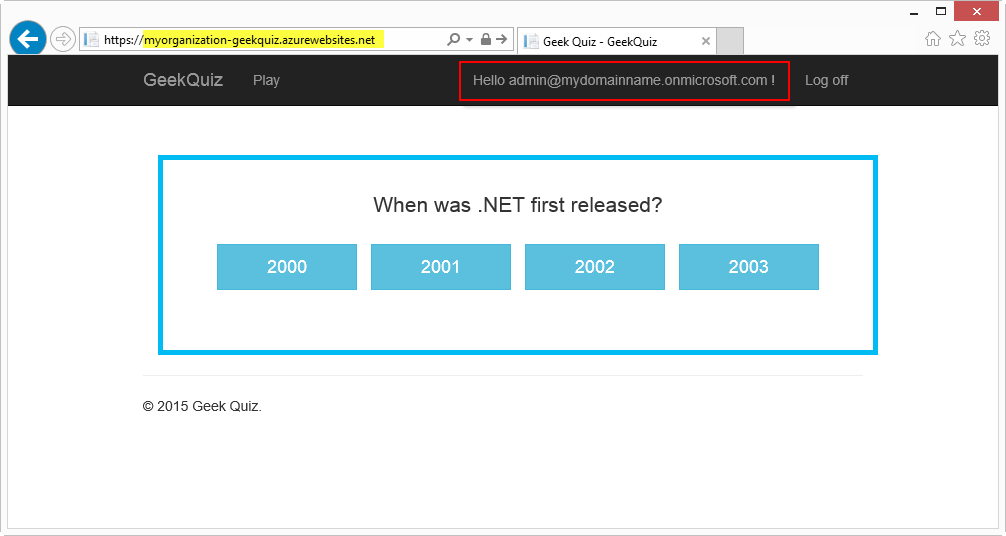 https://myorganization-geekquiz.azurewebsites.net
Geek Quiz - GeekQuiz
GeekQuiz Play Hello admin@mydomainname.onmicrosoft.com ! Log off
When was .NET first released?
2000 2001 2002 2003
© 2015 Geek Quiz.